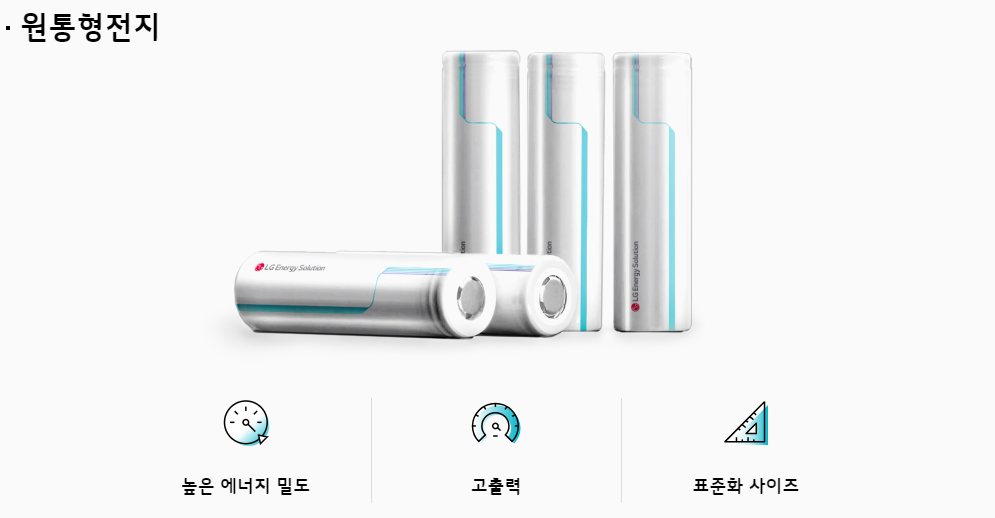 · 원통형전지
LG Energy Solution
LG Energy Solution
높은 에너지 밀도
고출력
표준화 사이즈